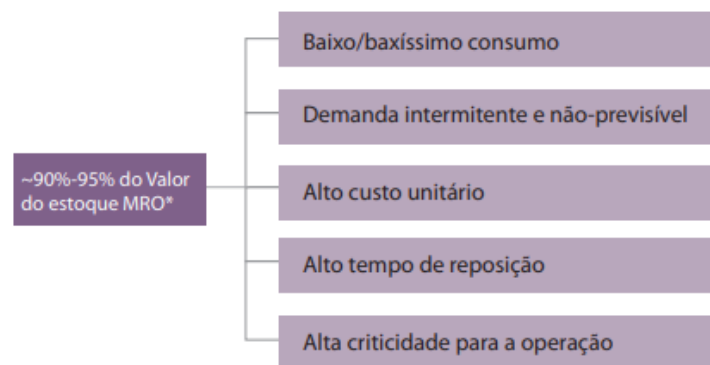 Baixo/baxíssimo consumo
Demanda intermitente e não-previsível
~90%-95% do Valor
do estoque MRO*
Alto custo unitário
Alto tempo de reposição
Alta criticidade para a operação